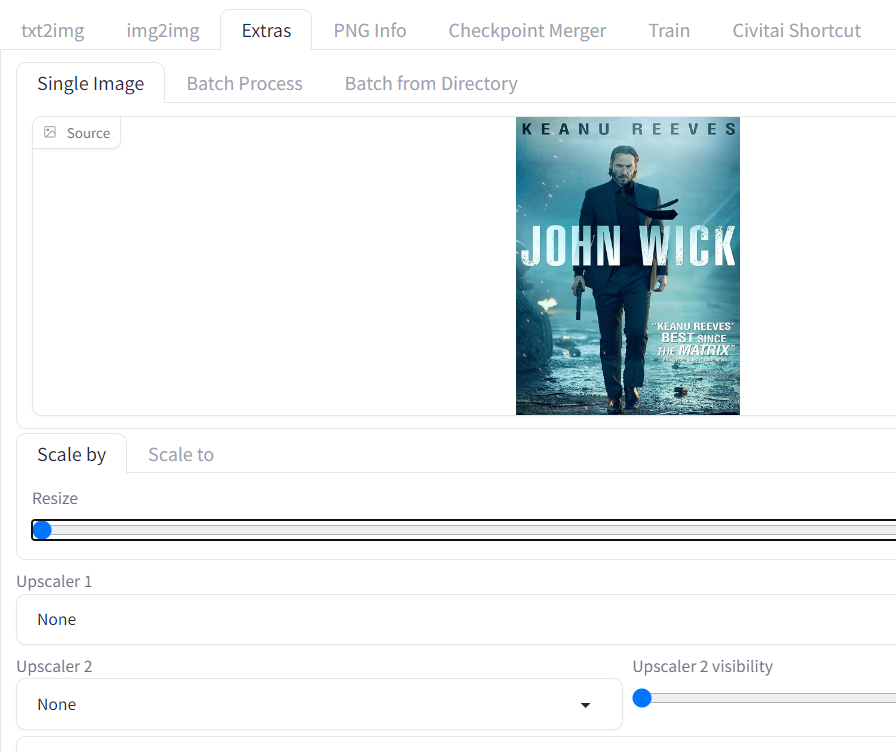 txt2img img2img Extras PNG Info Checkpoint Merger Train Civitai Shortcut
Single Image Batch Process Batch from Directory
Source
KEANU REEVES
JOHN WICK
"KEANU REEVES'
BEST SINCE
THE MATRIX"
Scale by Scale to
Resize
Upscaler 1
None
Upscaler 2 Upscaler 2 visibility
None